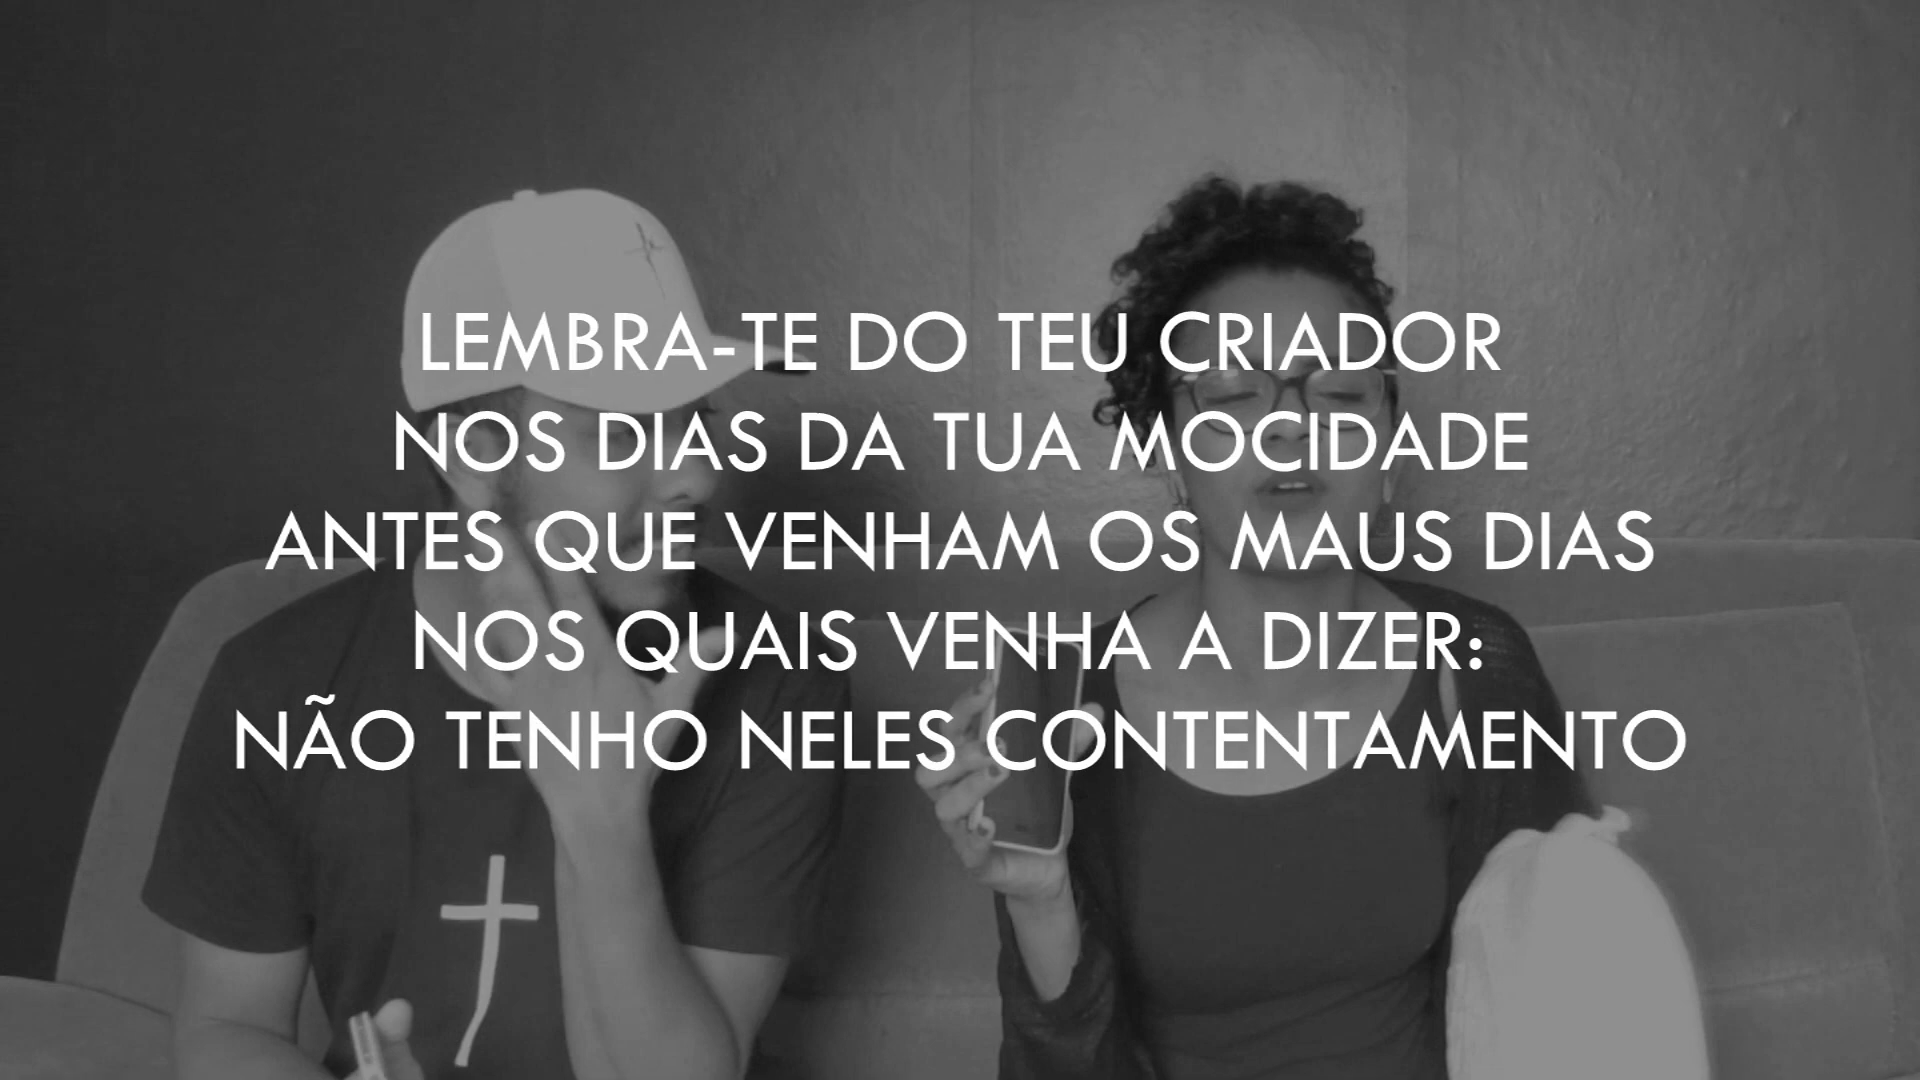 LEMBRA-TE DO TEU CRIADOR
NOS DIAS DA TUA MOCIDADE
ANTES QUE VENHAM OS MAUS DIAS
NOS QUAIS VENHA A DIZER:
NÃO TENHO NELES CONTENTAMENTO